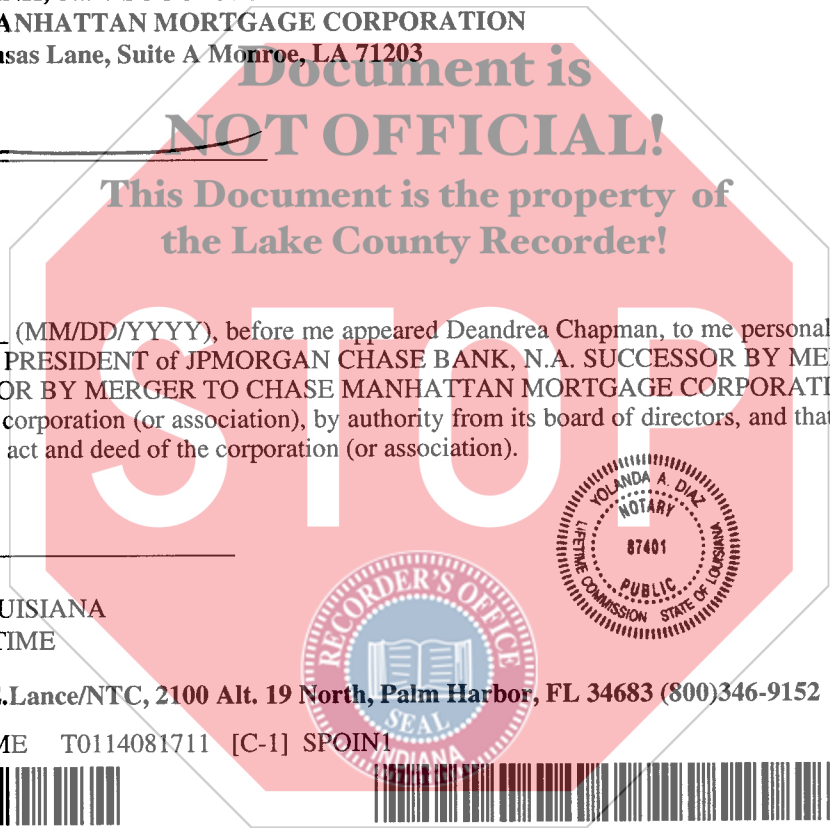 ANHATTAN MORTGAGE CORPORATION
sas Lane, Suite A Monroe, LA 71203
Document is
NOT OFFICIAL!
This Document is the property of
the Lake County Recorder!
STOP
(MM/DD/YYYY), before me appeared Deandrea Chapman, to me personal
PRESIDENT of JPMORGAN CHASE BANK, N.A. SUCCESSOR BY ME
OR BY MERGER TO CHASE MANHATTAN MORTGAGE CORPORATI
corporation (or association), by authority from its board of directors, and that
act and deed of the corporation (or association).
YOLANDA A. DIAZ
NOTARY
87401
PUBLIC
LIFETIME COMMISSION STATE OF LOUISIANA
UISIANA
TIME
RECORDER'S OFFICE
SEAL
INDIANA
.Lance/NTC, 2100 Alt. 19 North, Palm Harbor, FL 34683 (800)346-9152
ME T0114081711 [C-1] SPOIN1